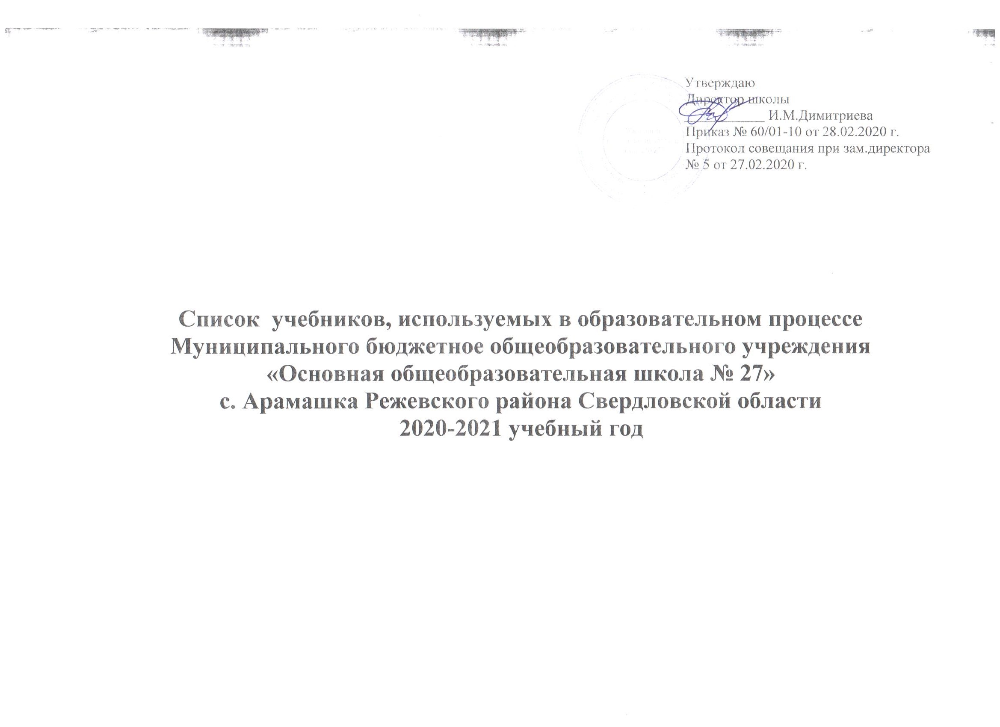 Утверждаю
Директор школы
____________ И.М.Димитриева
Приказ № 60/01-10 от 28.02.2020 г.
Протокол совещания при зам.директора
№ 5 от 27.02.2020 г.
Список учебников, используемых в образовательном процессе
Муниципального бюджетное общеобразовательного учреждения
«Основная общеобразовательная школа № 27»
с. Арамашка Режевского района Свердловской области
2020-2021 учебный год